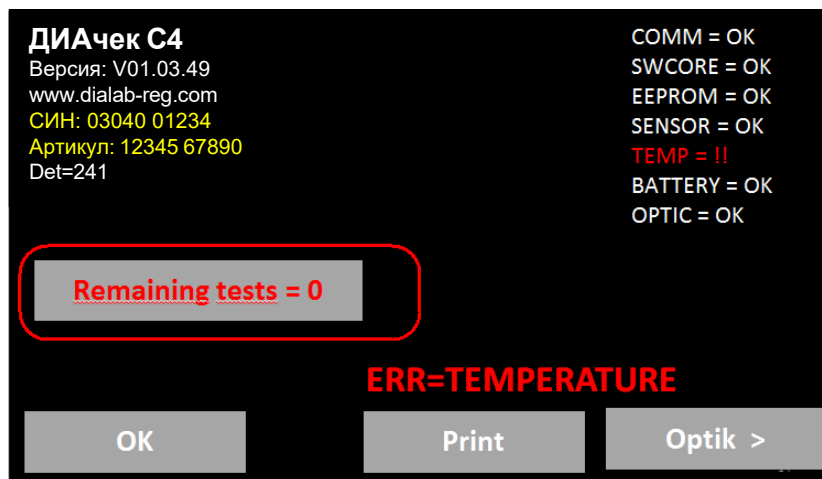 ДИАчек C4
Версия: V01.03.49
www.dialab-reg.com
СИН: 03040 01234
Артикул: 12345 67890
Det=241
COMM = OK
SWCORE = OK
EEPROM = OK
SENSOR = OK
TEMP = !!
BATTERY = OK
OPTIC = OK
Remaining tests = 0
ERR=TEMPERATURE
OK
Print
Optik >